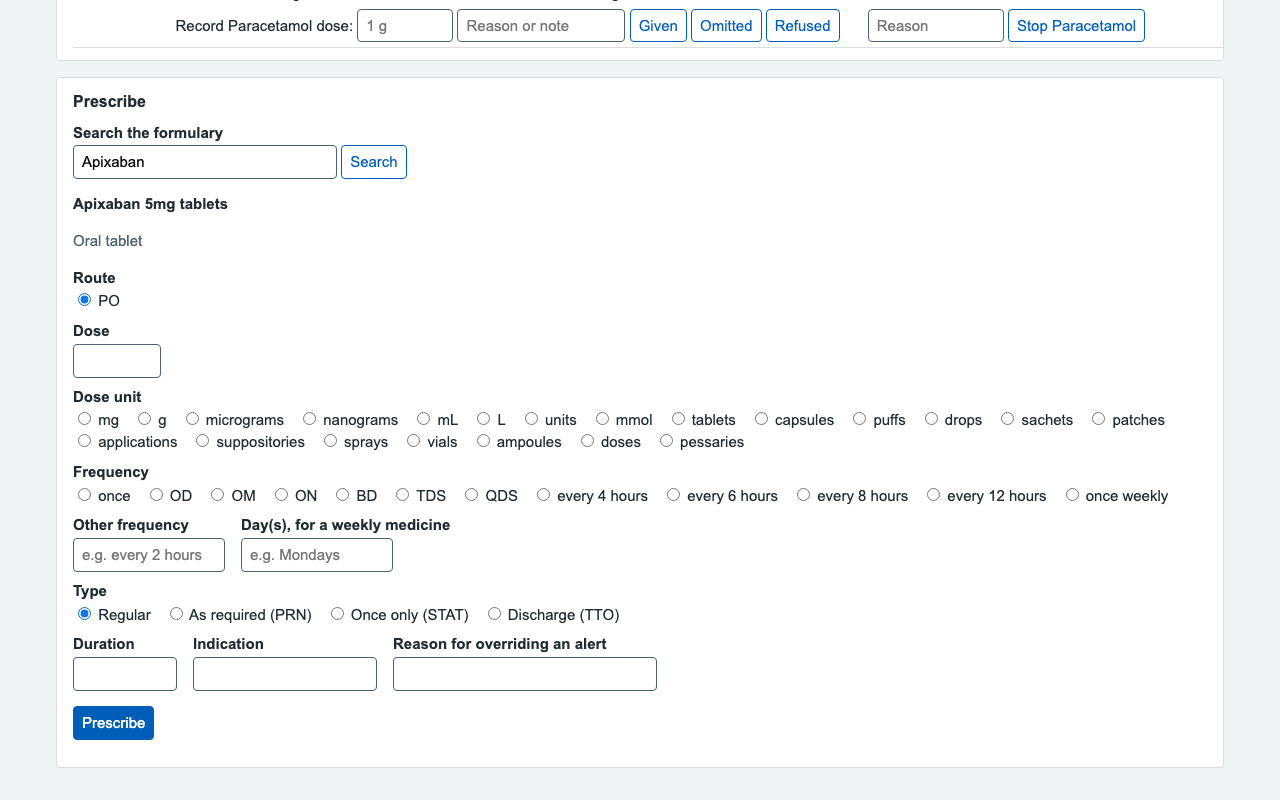 Record Paracetamol dose: 1 g Reason or note Given Omitted Refused Reason Stop Paracetamol
Prescribe
Search the formulary
Apixaban Search
Apixaban 5mg tablets
Oral tablet
Route
PO
Dose
Dose unit
mg g micrograms nanograms mL L units mmol tablets capsules puffs drops sachets patches
applications suppositories sprays vials ampoules doses pessaries
Frequency
once OD OM ON BD TDS QDS every 4 hours every 6 hours every 8 hours every 12 hours once weekly
Other frequency Day(s), for a weekly medicine
e.g. every 2 hours e.g. Mondays
Type
Regular As required (PRN) Once only (STAT) Discharge (TTO)
Duration Indication Reason for overriding an alert
Prescribe